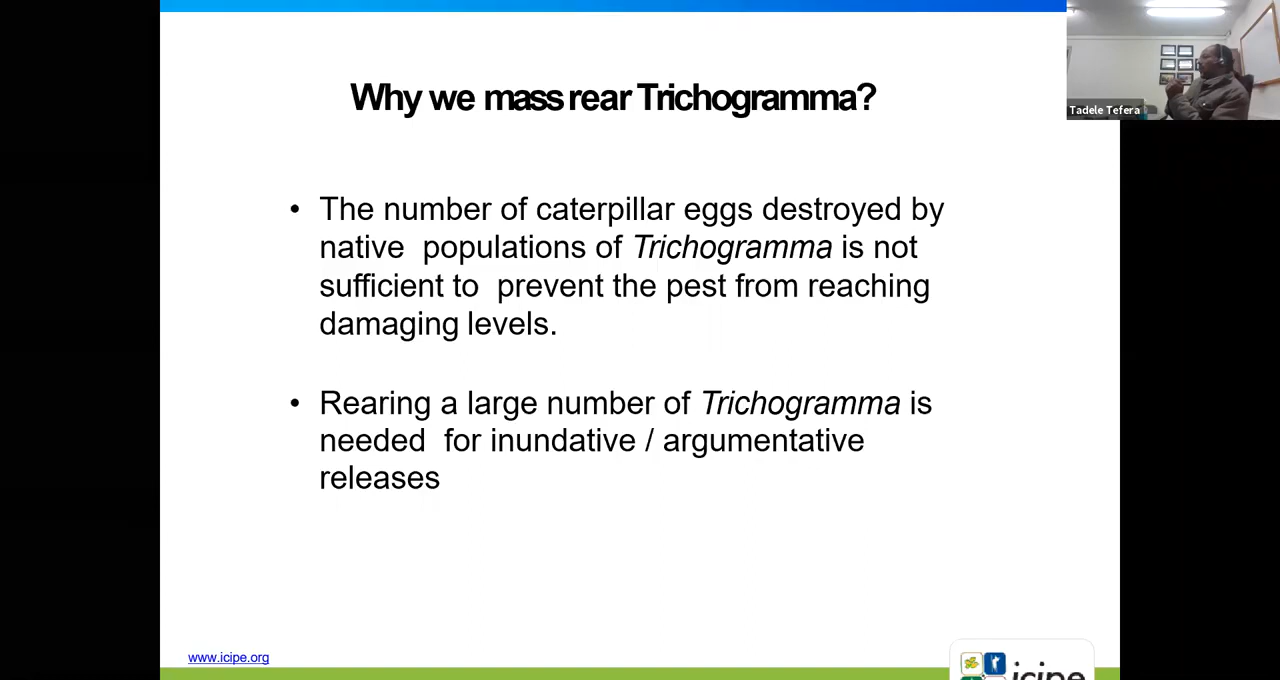 Why we mass rear Trichogramma?
Tadele Tefera
• The number of caterpillar eggs destroyed by
native populations of Trichogramma is not
sufficient to prevent the pest from reaching
damaging levels.
• Rearing a large number of Trichogramma is
needed for inundative / argumentative
releases
www.icipe.org
icipe